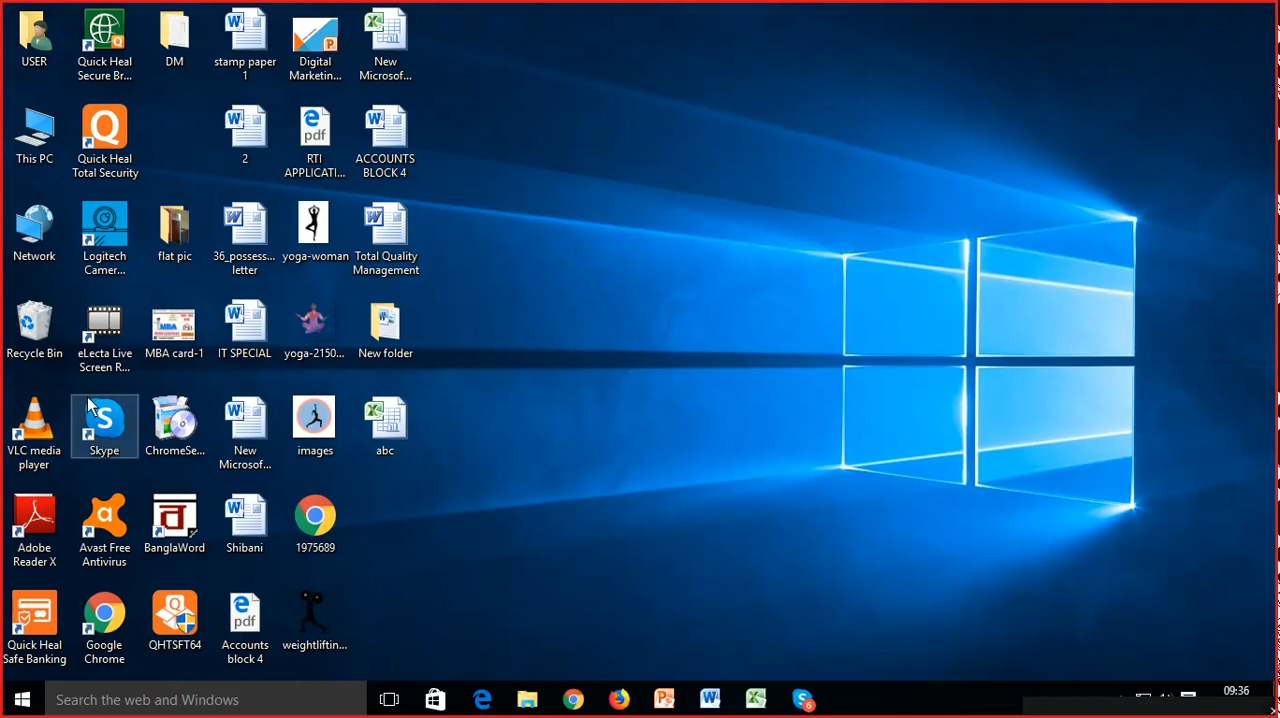 USER
Quick Heal
Secure Br...
DM
stamp paper
1
Digital
Marketin...
New
Microsof...
This PC
Quick Heal
Total Security
2
RTI
APPLICATI...
ACCOUNTS
BLOCK 4
Network
Logitech
Camer...
flat pic
36_possess...
letter
yoga-woman
Total Quality
Management
Recycle Bin
eLecta Live
Screen R...
MBA card-1
IT SPECIAL
yoga-2150...
New folder
VLC media
player
Skype
ChromeSe...
New
Microsof...
images
abc
Adobe
Reader X
Avast Free
Antivirus
BanglaWord
Shibani
1975689
Quick Heal
Safe Banking
Google
Chrome
QHTSFT64
Accounts
block 4
weightliftin...
Search the web and Windows
6
09:36